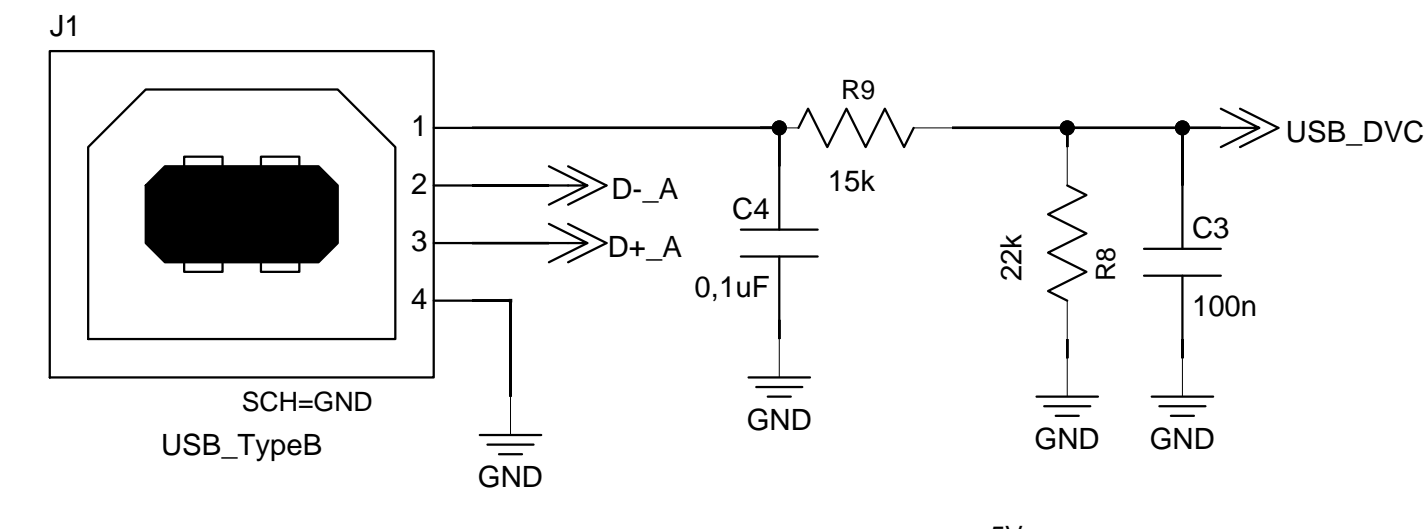 J1
R9
1
USB_DVC
15k
2
D-_A
C4
C3
3
D+_A
22k
R8
0,1uF
4
100n
SCH=GND
GND
GND
GND
USB_TypeB
GND